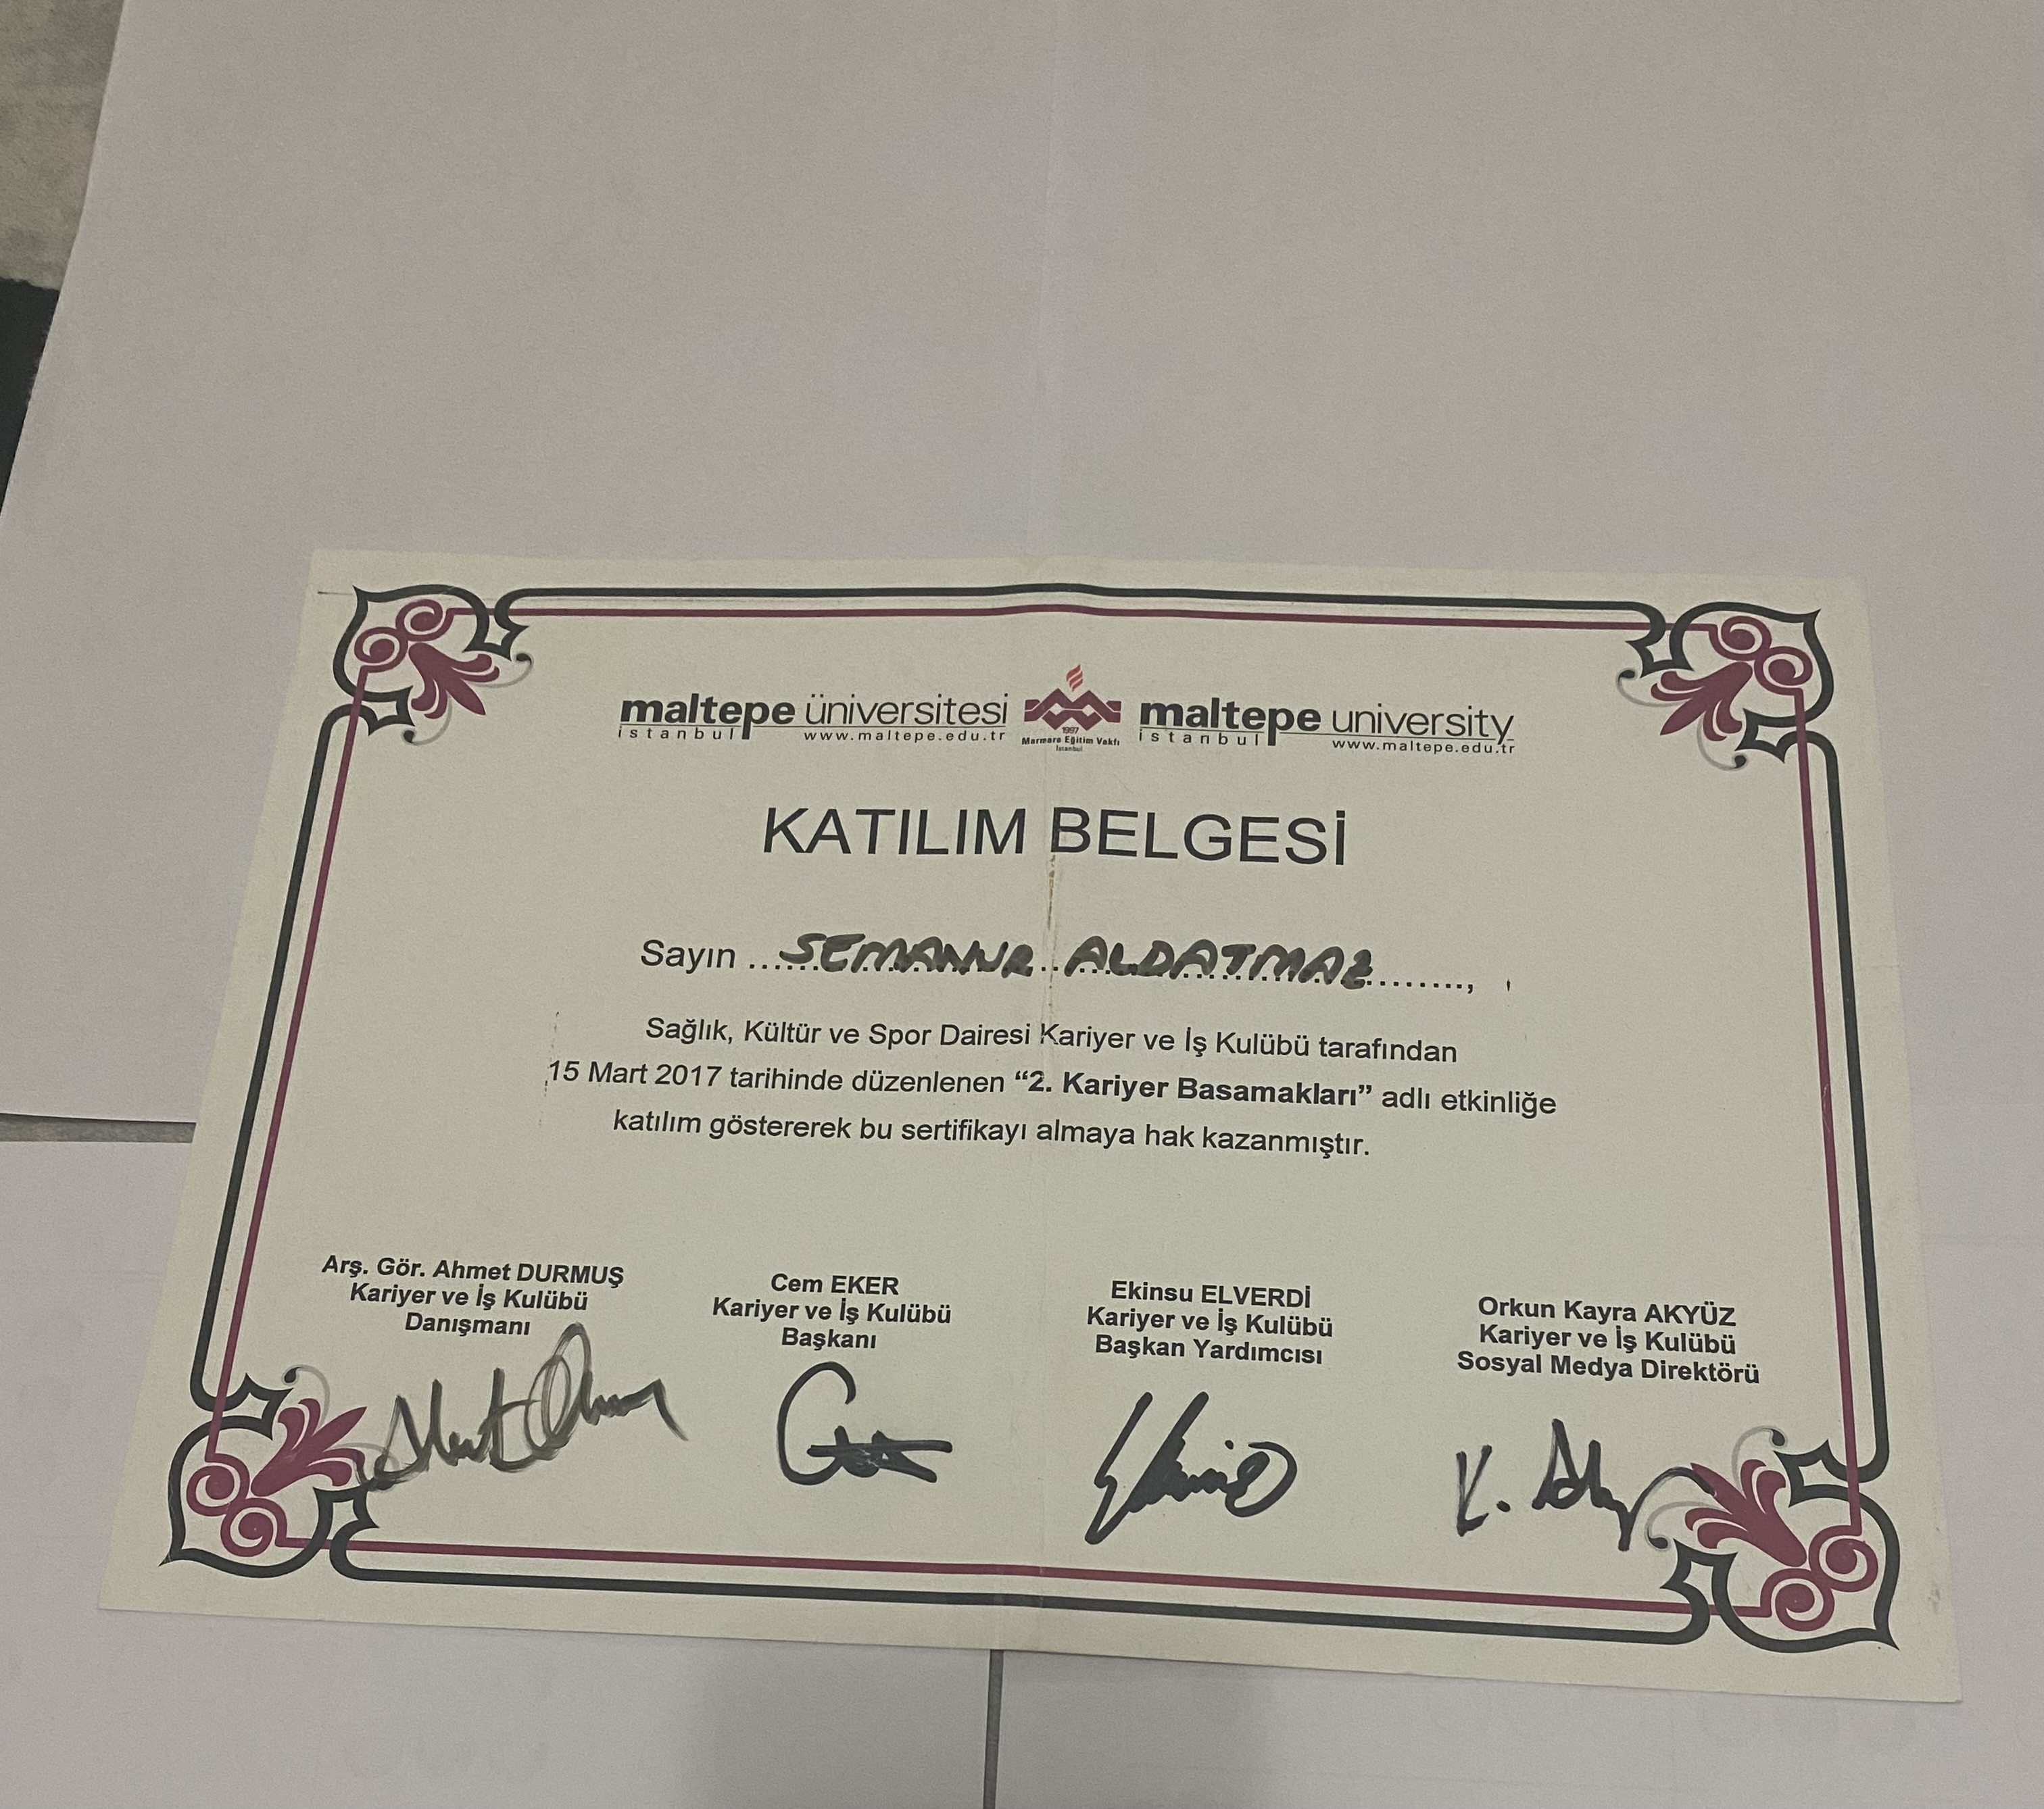 maltepe üniversitesi
istanbul www.maltepe.edu.tr
1997
Marmara Eğitim Vakfı
İstanbul
maltepe university
istanbul www.maltepe.edu.tr
KATILIM BELGESİ
Sayın ...... SEMANUR ALDATMAZ ........,
Sağlık, Kültür ve Spor Dairesi Kariyer ve İş Kulübü tarafından
15 Mart 2017 tarihinde düzenlenen “2. Kariyer Basamakları” adlı etkinliğe
katılım göstererek bu sertifikayı almaya hak kazanmıştır.
Arş. Gör. Ahmet DURMUŞ
Kariyer ve İş Kulübü
Danışmanı
Cem EKER
Kariyer ve İş Kulübü
Başkanı
Ekinsu ELVERDİ
Kariyer ve İş Kulübü
Başkan Yardımcısı
Orkun Kayra AKYÜZ
Kariyer ve İş Kulübü
Sosyal Medya Direktörü